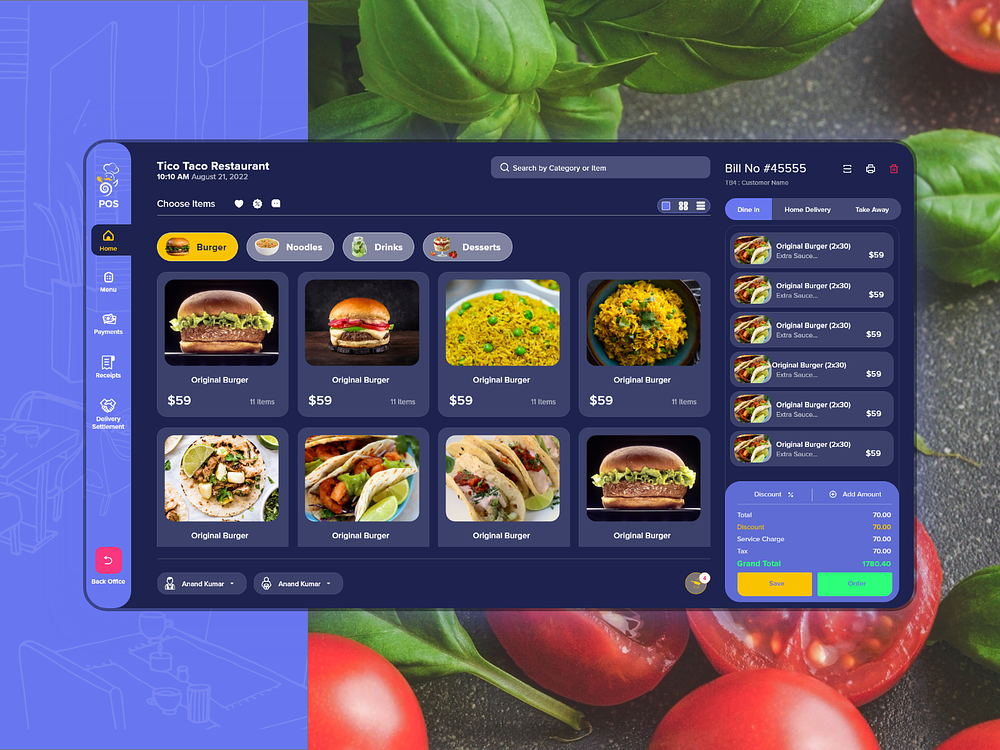 POS
Home
Menu
Payments
Receipts
Delivery
Settlement
Back Office
Tico Taco Restaurant
10:10 AM August 21, 2022
Search by Category or Item
Choose Items
Burger
Noodles
Drinks
Desserts
Original Burger
$59
11 Items
Original Burger
$59
11 Items
Original Burger
$59
11 Items
Original Burger
$59
11 Items
Original Burger
Original Burger
Original Burger
Original Burger
Anand Kumar
Anand Kumar
4
Bill No #45555
TB4 : Customer Name
Dine in
Home Delivery
Take Away
Original Burger (2x30)
Extra Sauce... $59
Original Burger (2x30)
Extra Sauce... $59
Original Burger (2x30)
Extra Sauce... $59
Original Burger (2x30)
Extra Sauce... $59
Original Burger (2x30)
Extra Sauce... $59
Original Burger (2x30)
Extra Sauce... $59
Discount %
Add Amount
Total 70.00
Discount 70.00
Service Charge 70.00
Tax 70.00
Grand Total 1780.40
Save
Order